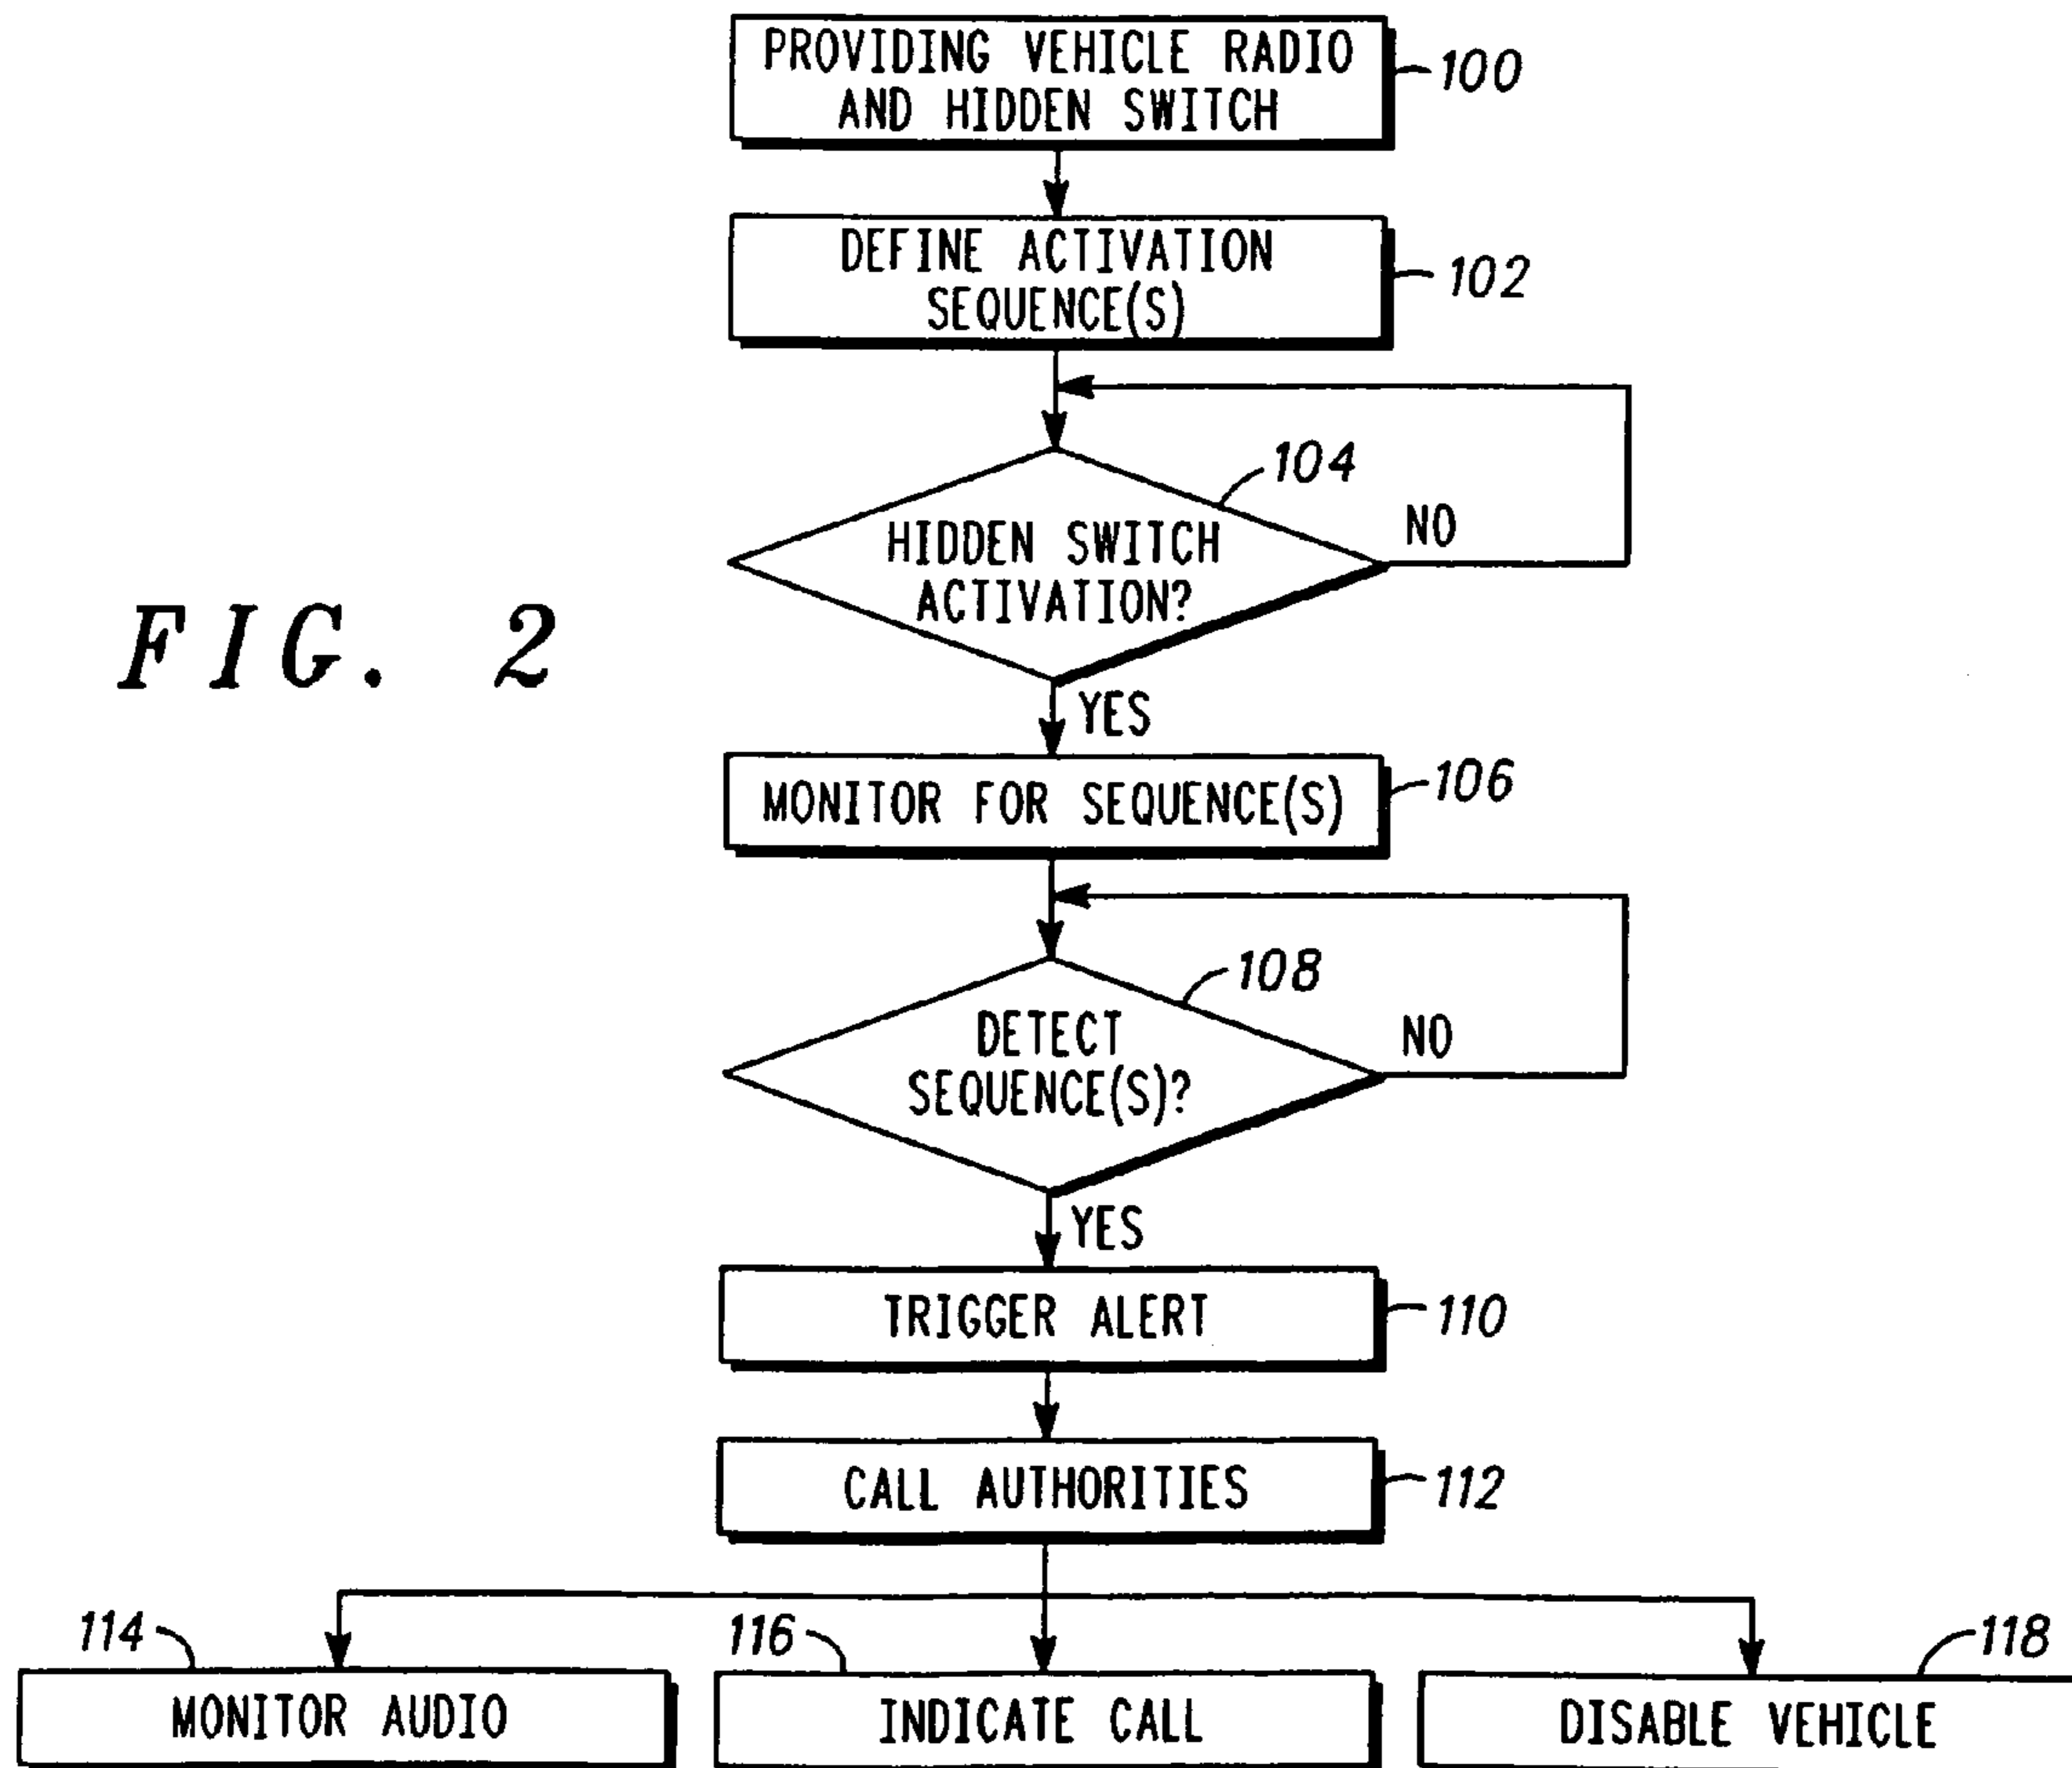 PROVIDING VEHICLE RADIO
AND HIDDEN SWITCH
100
DEFINE ACTIVATION
SEQUENCE(S)
102
104
HIDDEN SWITCH
ACTIVATION?
NO
FIG. 2
YES
MONITOR FOR SEQUENCE(S)
106
108
DETECT
SEQUENCE(S)?
NO
YES
TRIGGER ALERT
110
CALL AUTHORITIES
112
114
MONITOR AUDIO
116
INDICATE CALL
118
DISABLE VEHICLE